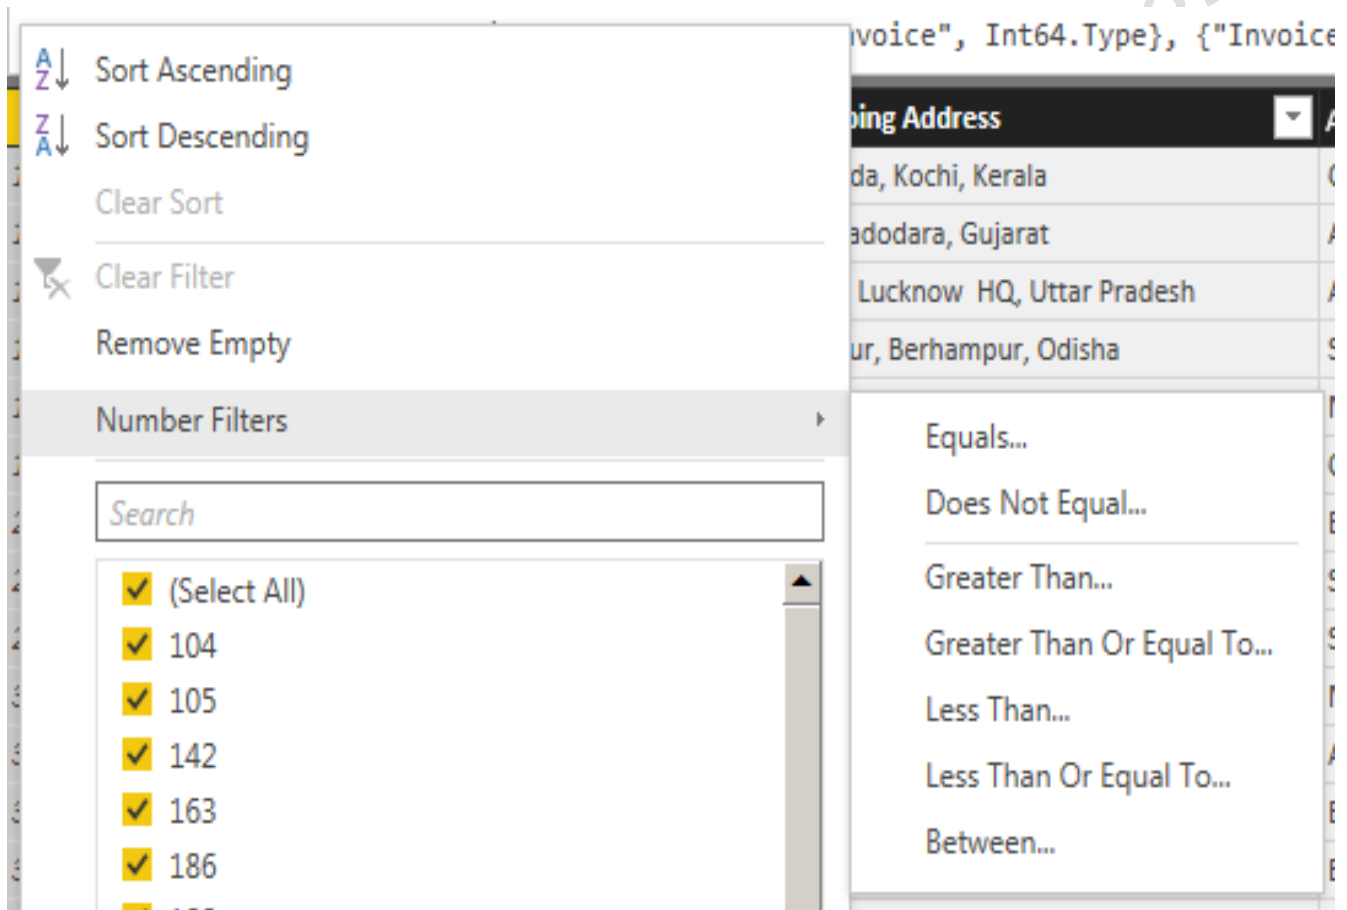 voice", Int64.Type}, {"Invoice
Sort Ascending
Sort Descending
Clear Sort
Clear Filter
Remove Empty
Number Filters
Search
(Select All)
104
105
142
163
186
ping Address
da, Kochi, Kerala
adodara, Gujarat
Lucknow HQ, Uttar Pradesh
ur, Berhampur, Odisha
Equals...
Does Not Equal...
Greater Than...
Greater Than Or Equal To...
Less Than...
Less Than Or Equal To...
Between...